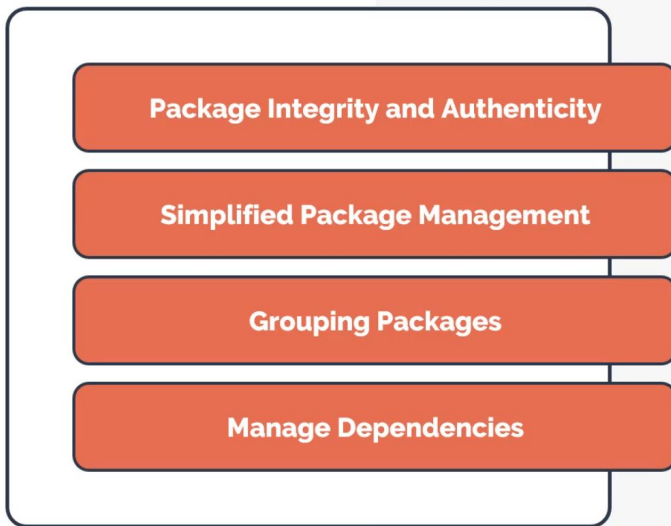 Package Integrity and Authenticity
Simplified Package Management
Grouping Packages
Manage Dependencies